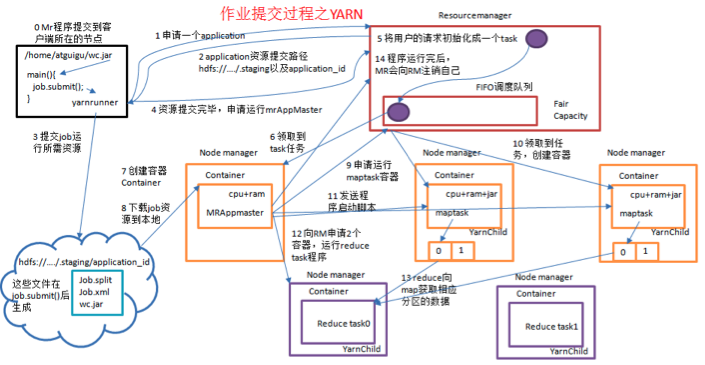 作业提交过程之YARN
0 Mr程序提交到客
户端所在的节点
/home/atguigu/wc.jar
main(){
job.submit();
}
yarnrunner
1 申请一个application
2 application资源提交路径
hdfs://..../.staging以及application_id
4 资源提交完毕，申请运行mrAppMaster
Resourcemanager
5 将用户的请求初始化成一个task
14 程序运行完后，
MR会向RM注销自己
FIFO调度队列
Fair
Capacity
3 提交job运
行所需资源
6 领取到
task任务
9 申请运行
maptask容器
10 领取到任
务，创建容器
7 创建容器
Container
8 下载job资
源到本地
Node manager
Container
cpu+ram
MRAppmaster
11 发送程
序启动脚本
Node manager
Container
cpu+ram+jar
maptask
YarnChild
0
1
Node manager
Container
cpu+ram+jar
maptask
YarnChild
0
1
12 向RM申请2个
容器，运行reduce
task程序
13 reduce向
map获取相应
分区的数据
hdfs://..../.staging/application_id
这些文件在
job.submit()后
生成
Job.split
Job.xml
wc.jar
Node manager
Container
Reduce task0
YarnChild
Node manager
Container
Reduce task1
YarnChild